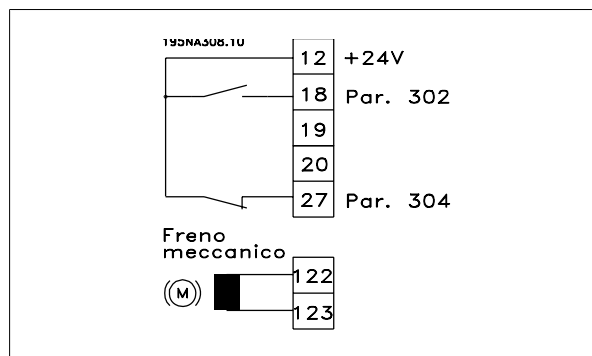 195NA308.10
12 +24V
18 Par. 302
19
20
27 Par. 304
Freno
meccanico
122
M
123